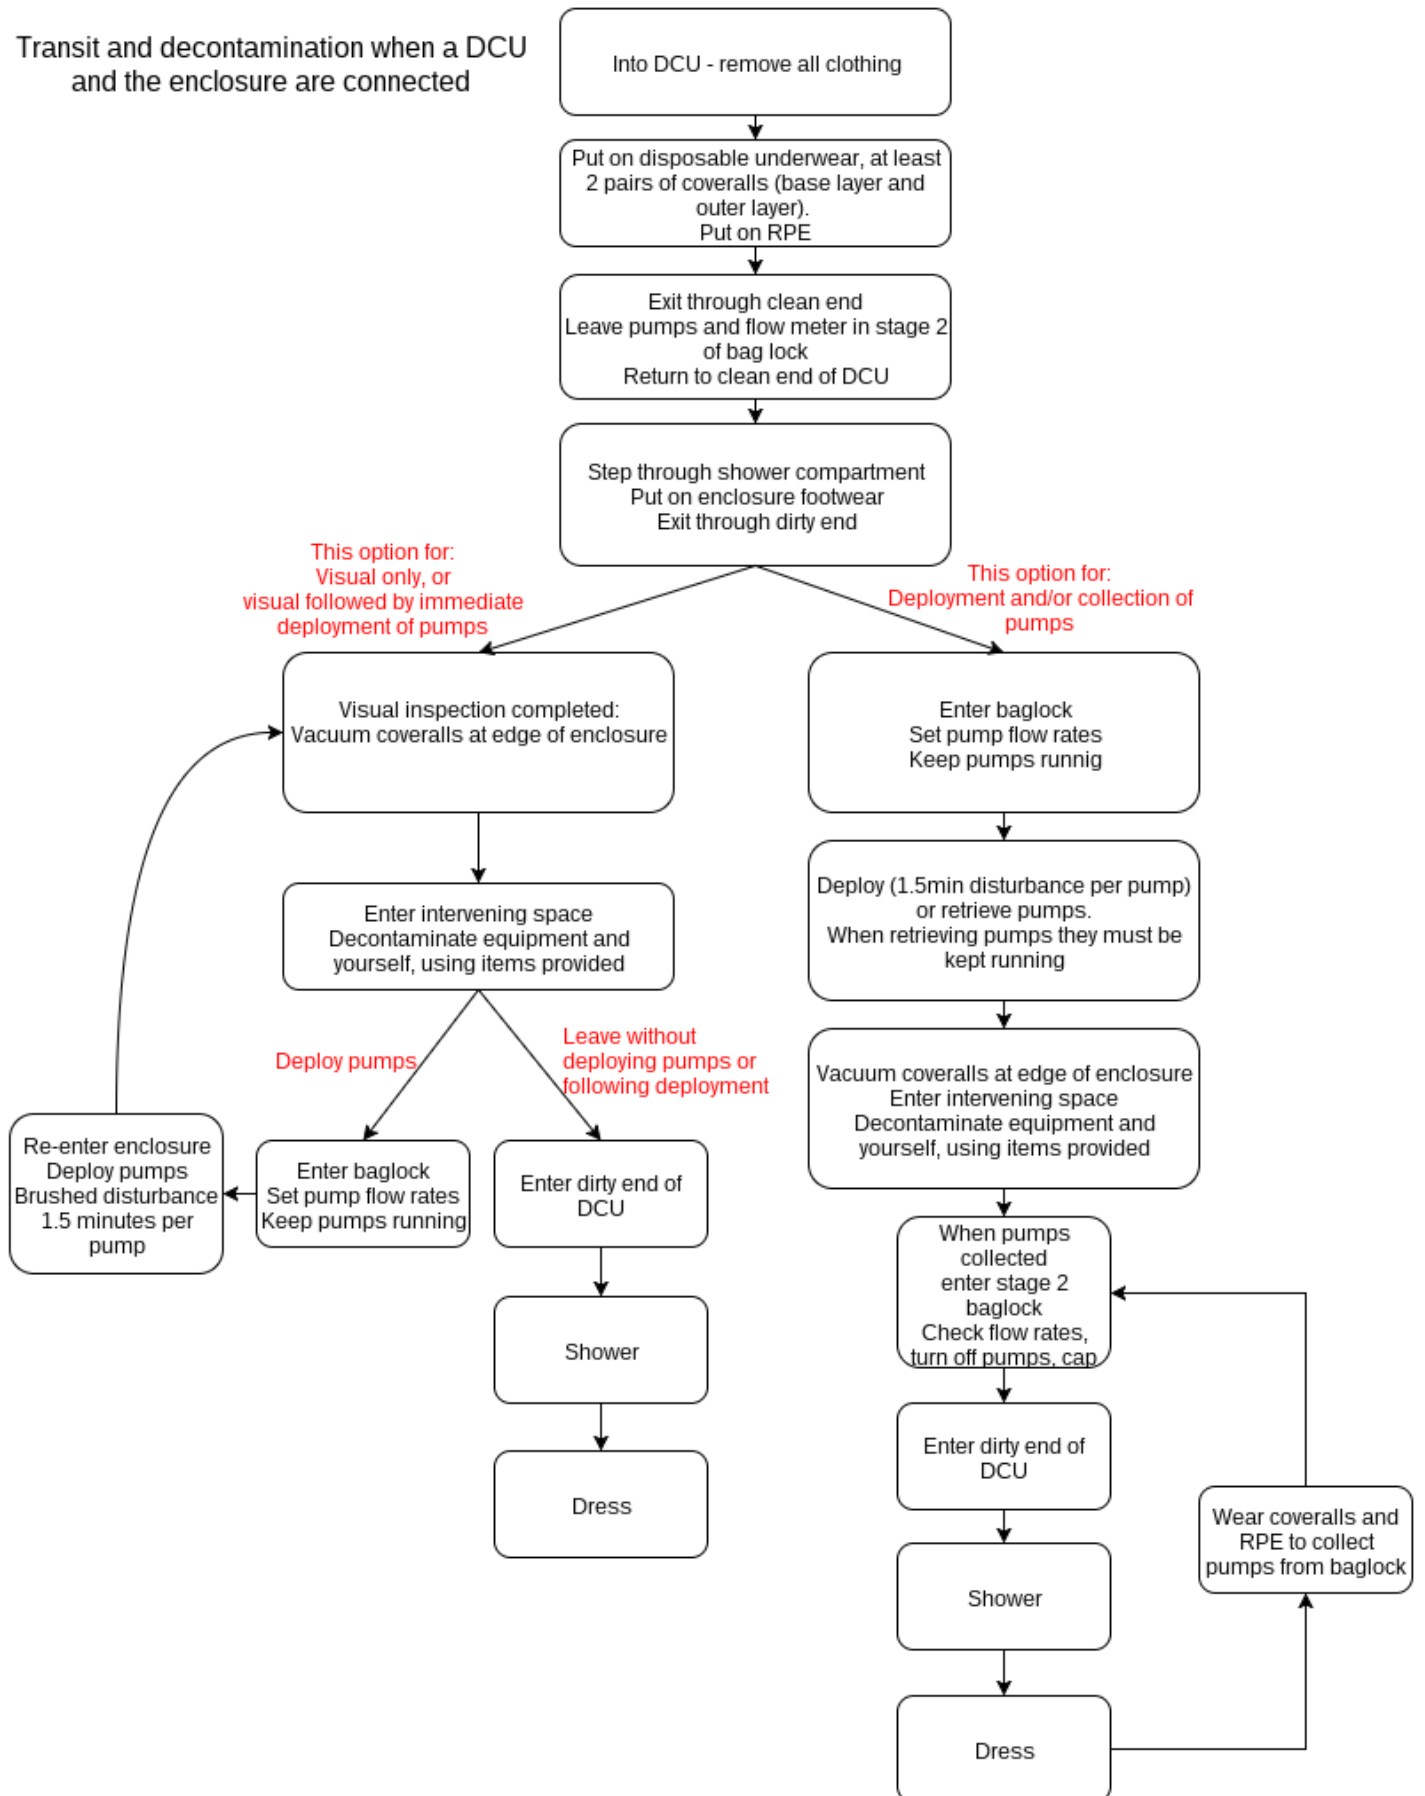 Transit and decontamination when a DCU
and the enclosure are connected
Into DCU - remove all clothing
Put on disposable underwear, at least
2 pairs of coveralls (base layer and
outer layer).
Put on RPE
Exit through clean end
Leave pumps and flow meter in stage 2
of bag lock
Return to clean end of DCU
Step through shower compartment
Put on enclosure footwear
Exit through dirty end
This option for:
Visual only, or
visual followed by immediate
deployment of pumps
This option for:
Deployment and/or collection of
pumps
Visual inspection completed:
Vacuum coveralls at edge of enclosure
Enter baglock
Set pump flow rates
Keep pumps runnig
Enter intervening space
Decontaminate equipment and
yourself, using items provided
Deploy (1.5min disturbance per pump)
or retrieve pumps.
When retrieving pumps they must be
kept running
Deploy pumps
Leave without
deploying pumps or
following deployment
Vacuum coveralls at edge of enclosure
Enter intervening space
Decontaminate equipment and
yourself, using items provided
Re-enter enclosure
Deploy pumps
Brushed disturbance
1.5 minutes per
pump
Enter baglock
Set pump flow rates
Keep pumps running
Enter dirty end of
DCU
When pumps
collected
enter stage 2
baglock
Check flow rates,
turn off pumps, cap
Shower
Enter dirty end of
DCU
Dress
Wear coveralls and
RPE to collect
pumps from baglock
Shower
Dress